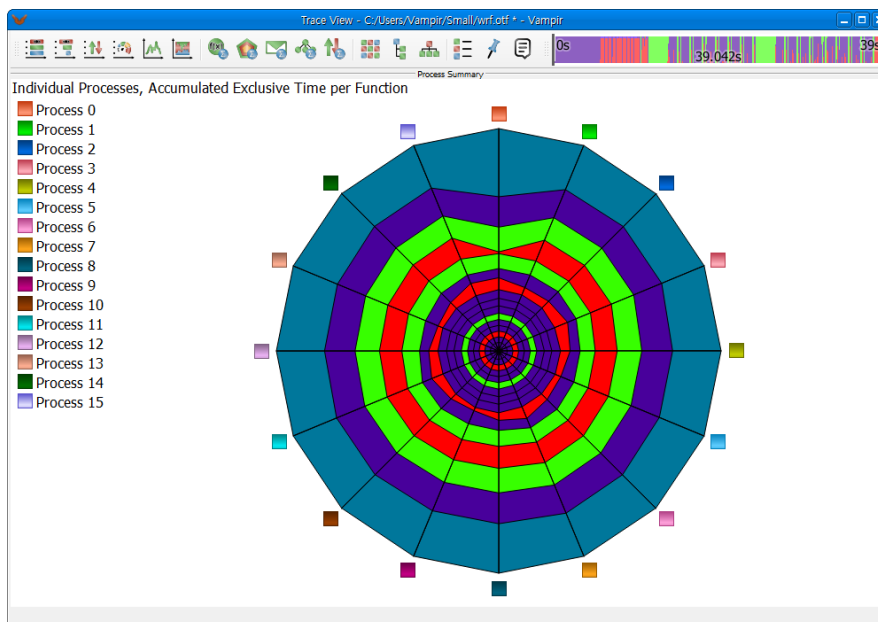 Trace View - C:/Users/Vampir/Small/wrf.otf * - Vampir
0s
39.042s
39s
Process Summary
Individual Processes, Accumulated Exclusive Time per Function
Process 0
Process 1
Process 2
Process 3
Process 4
Process 5
Process 6
Process 7
Process 8
Process 9
Process 10
Process 11
Process 12
Process 13
Process 14
Process 15